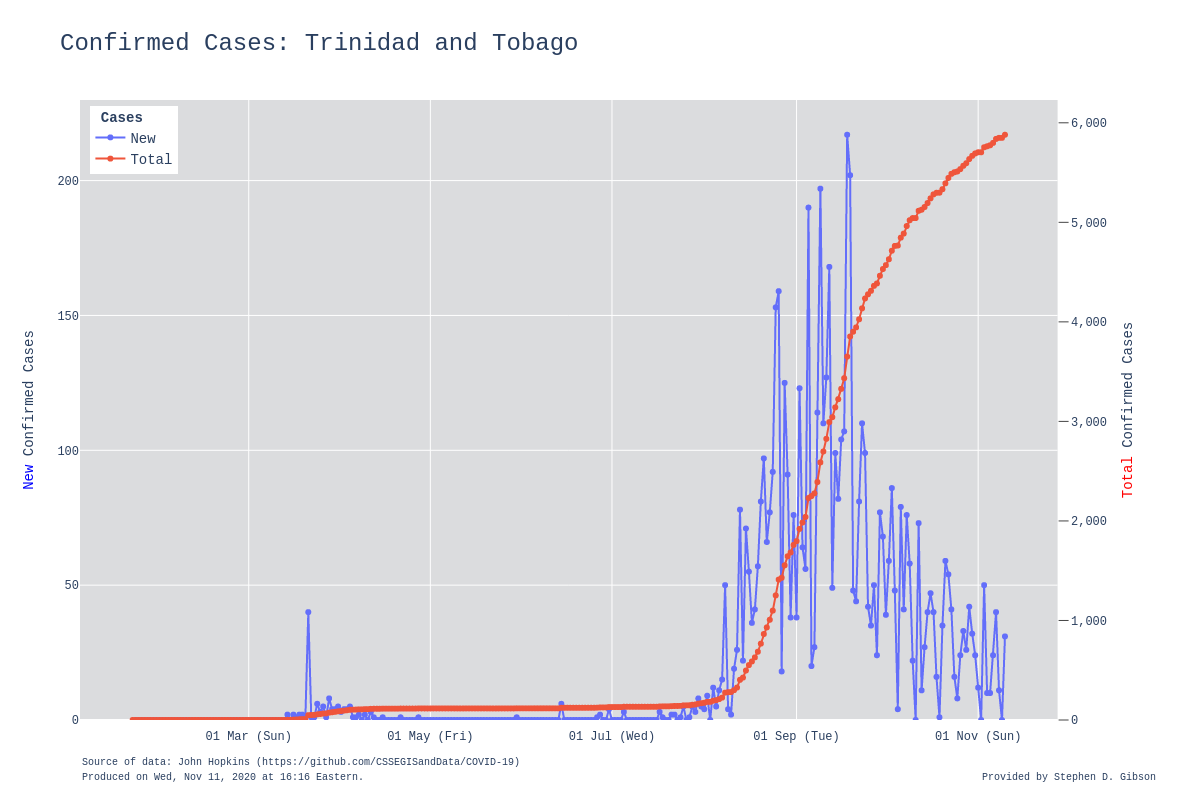 Confirmed Cases: Trinidad and Tobago
Cases
New
Total
200
150
100
50
0
6,000
5,000
4,000
3,000
2,000
1,000
0
New Confirmed Cases
Total Confirmed Cases
01 Mar (Sun)
01 May (Fri)
01 Jul (Wed)
01 Sep (Tue)
01 Nov (Sun)
Source of data: John Hopkins (https://github.com/CSSEGISandData/COVID-19)
Produced on Wed, Nov 11, 2020 at 16:16 Eastern.
Provided by Stephen D. Gibson